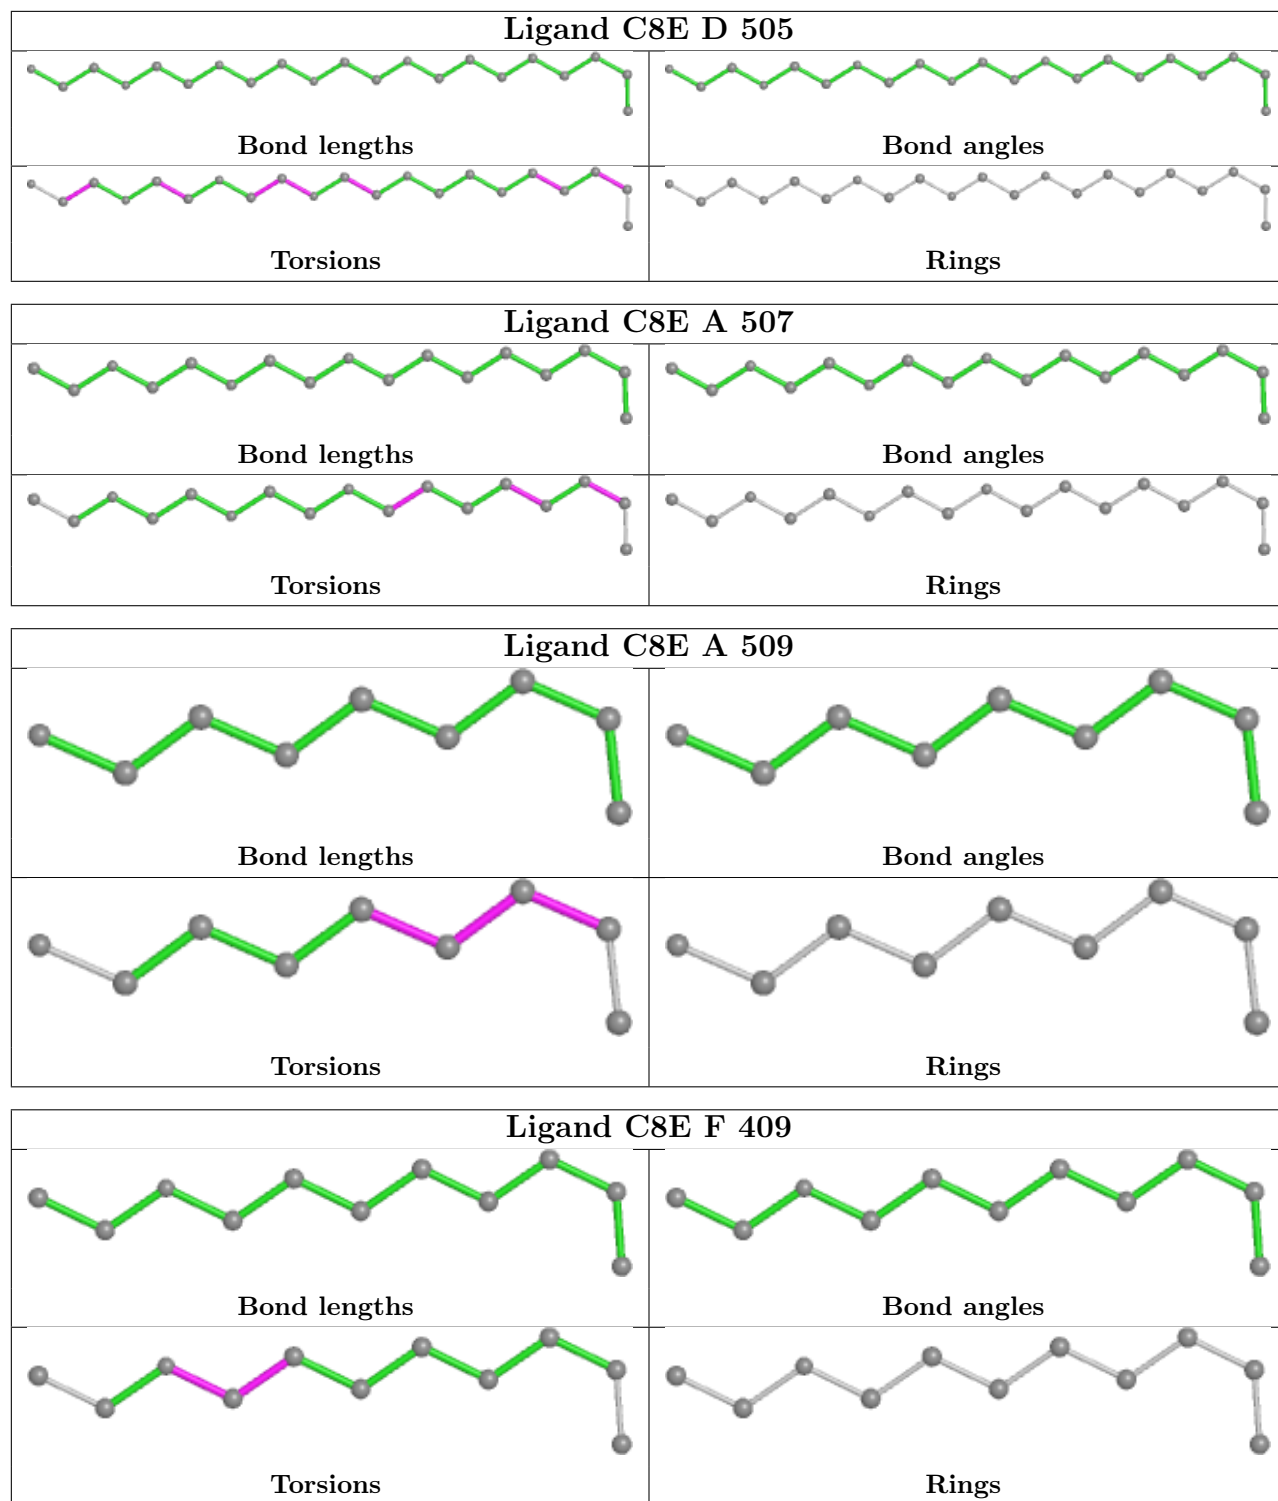 Ligand C8E D 505
Bond lengths
Bond angles
Torsions
Rings
Ligand C8E A 507
Bond lengths
Bond angles
Torsions
Rings
Ligand C8E A 509
Bond lengths
Bond angles
Torsions
Rings
Ligand C8E F 409
Bond lengths
Bond angles
Torsions
Rings